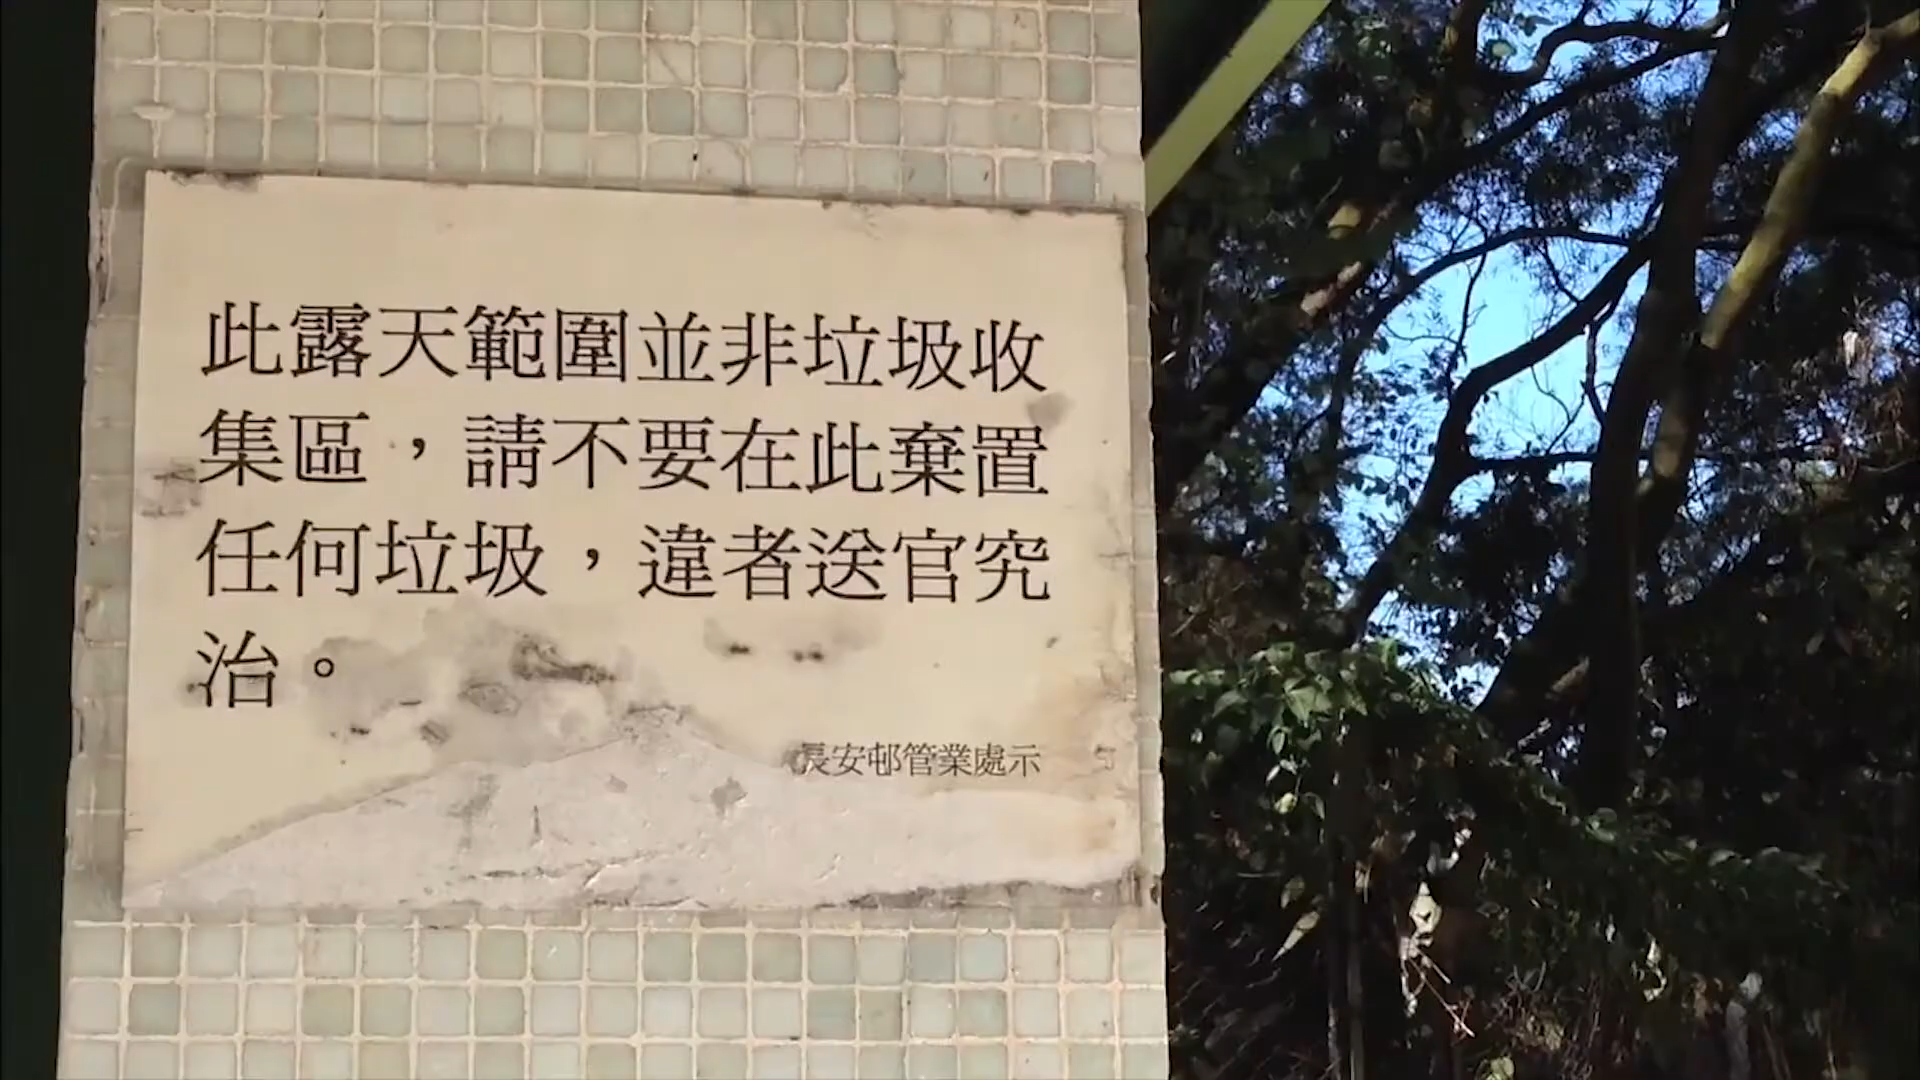 此露天範圍並非垃圾收
集區，請不要在此棄置
任何垃圾，違者送官究
治。
長安邨管業處示